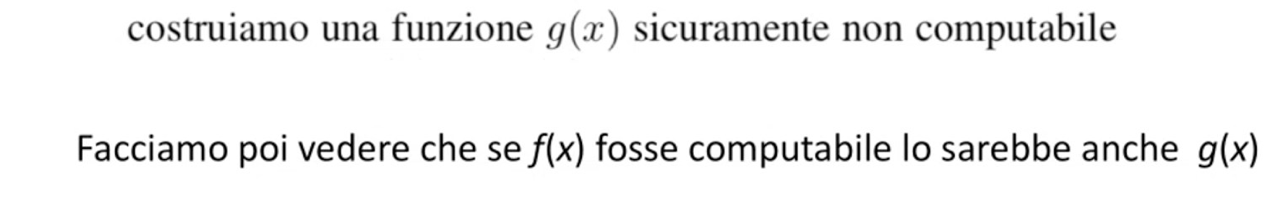 costruiamo una funzione g(x) sicuramente non computabile
Facciamo poi vedere che se f(x) fosse computabile lo sarebbe anche g(x)